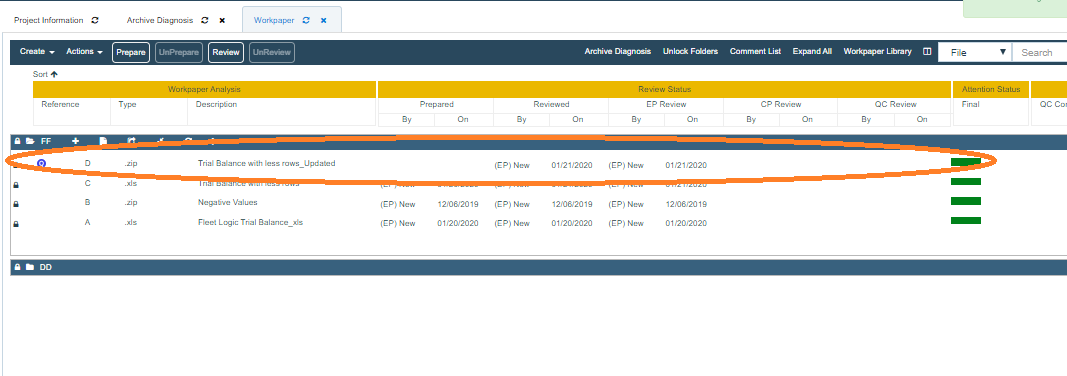 Project Information
Archive Diagnosis
Workpaper
Create Actions Prepare UnPrepare Review UnReview Archive Diagnosis Unlock Folders Comment List Expand All Workpaper Library File Search
Sort
Workpaper Analysis Review Status Attention Status
Reference Type Description Prepared Reviewed EP Review CP Review QC Review Final QC Con
By On By On By On By On By On
FF
D .zip Trial Balance with less rows_Updated (EP) New 01/21/2020 (EP) New 01/21/2020
C .xls Trial Balance with less rows (EP) New (EP) New (EP) New 01/21/2020
B .zip Negative Values (EP) New 12/06/2019 (EP) New 12/06/2019 (EP) New 12/06/2019
A .xls Fleet Logic Trial Balance_xls (EP) New 01/20/2020 (EP) New 01/20/2020 (EP) New 01/20/2020
DD